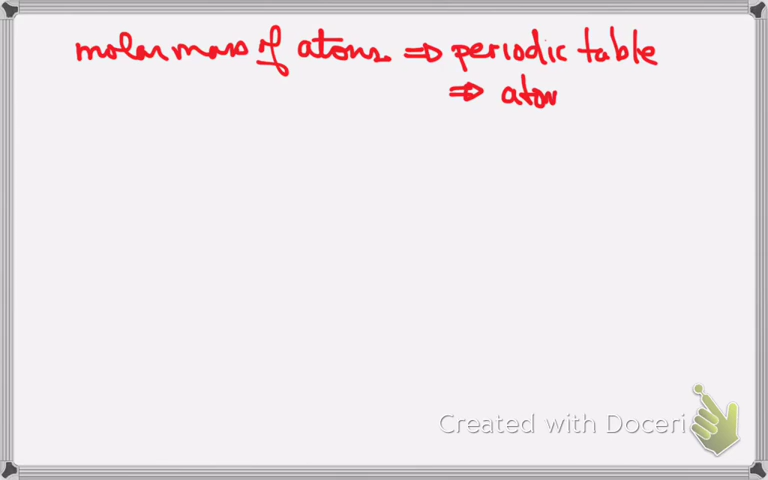 molar mass of atoms ⇒ periodic table
⇒ atom
Created with Doceri